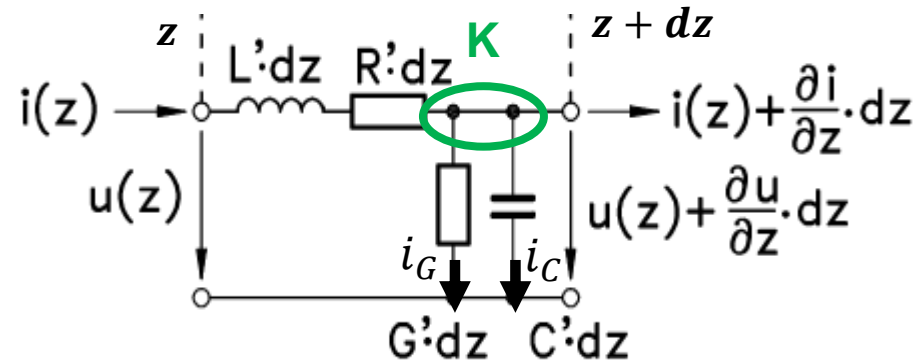 z K z + dz
L'·dz R'·dz
i(z) i(z)+∂i/∂z·dz
u(z) u(z)+∂u/∂z·dz
i_G i_C
G'·dz C'·dz